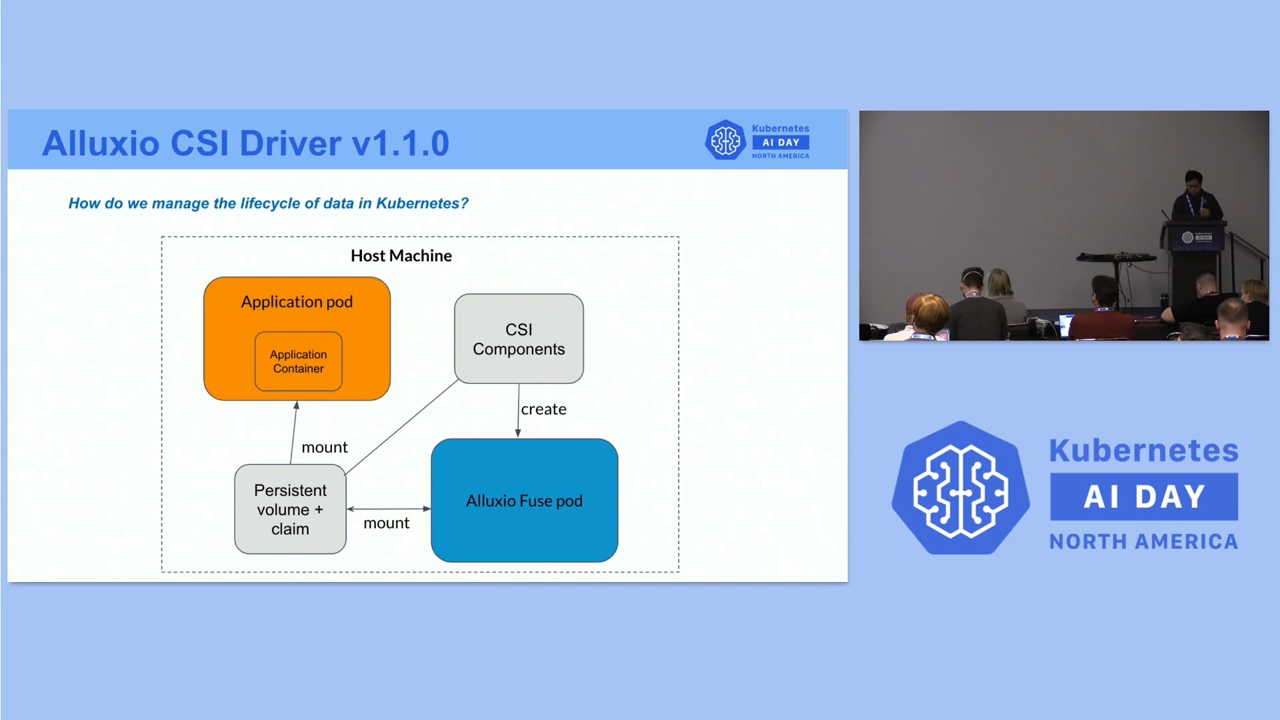 Alluxio CSI Driver v1.1.0
Kubernetes
AI DAY
NORTH AMERICA
How do we manage the lifecycle of data in Kubernetes?
Host Machine
Application pod
Application
Container
CSI
Components
create
mount
Persistent
volume +
claim
mount
Alluxio Fuse pod
Kubernetes
AI DAY
NORTH AMERICA